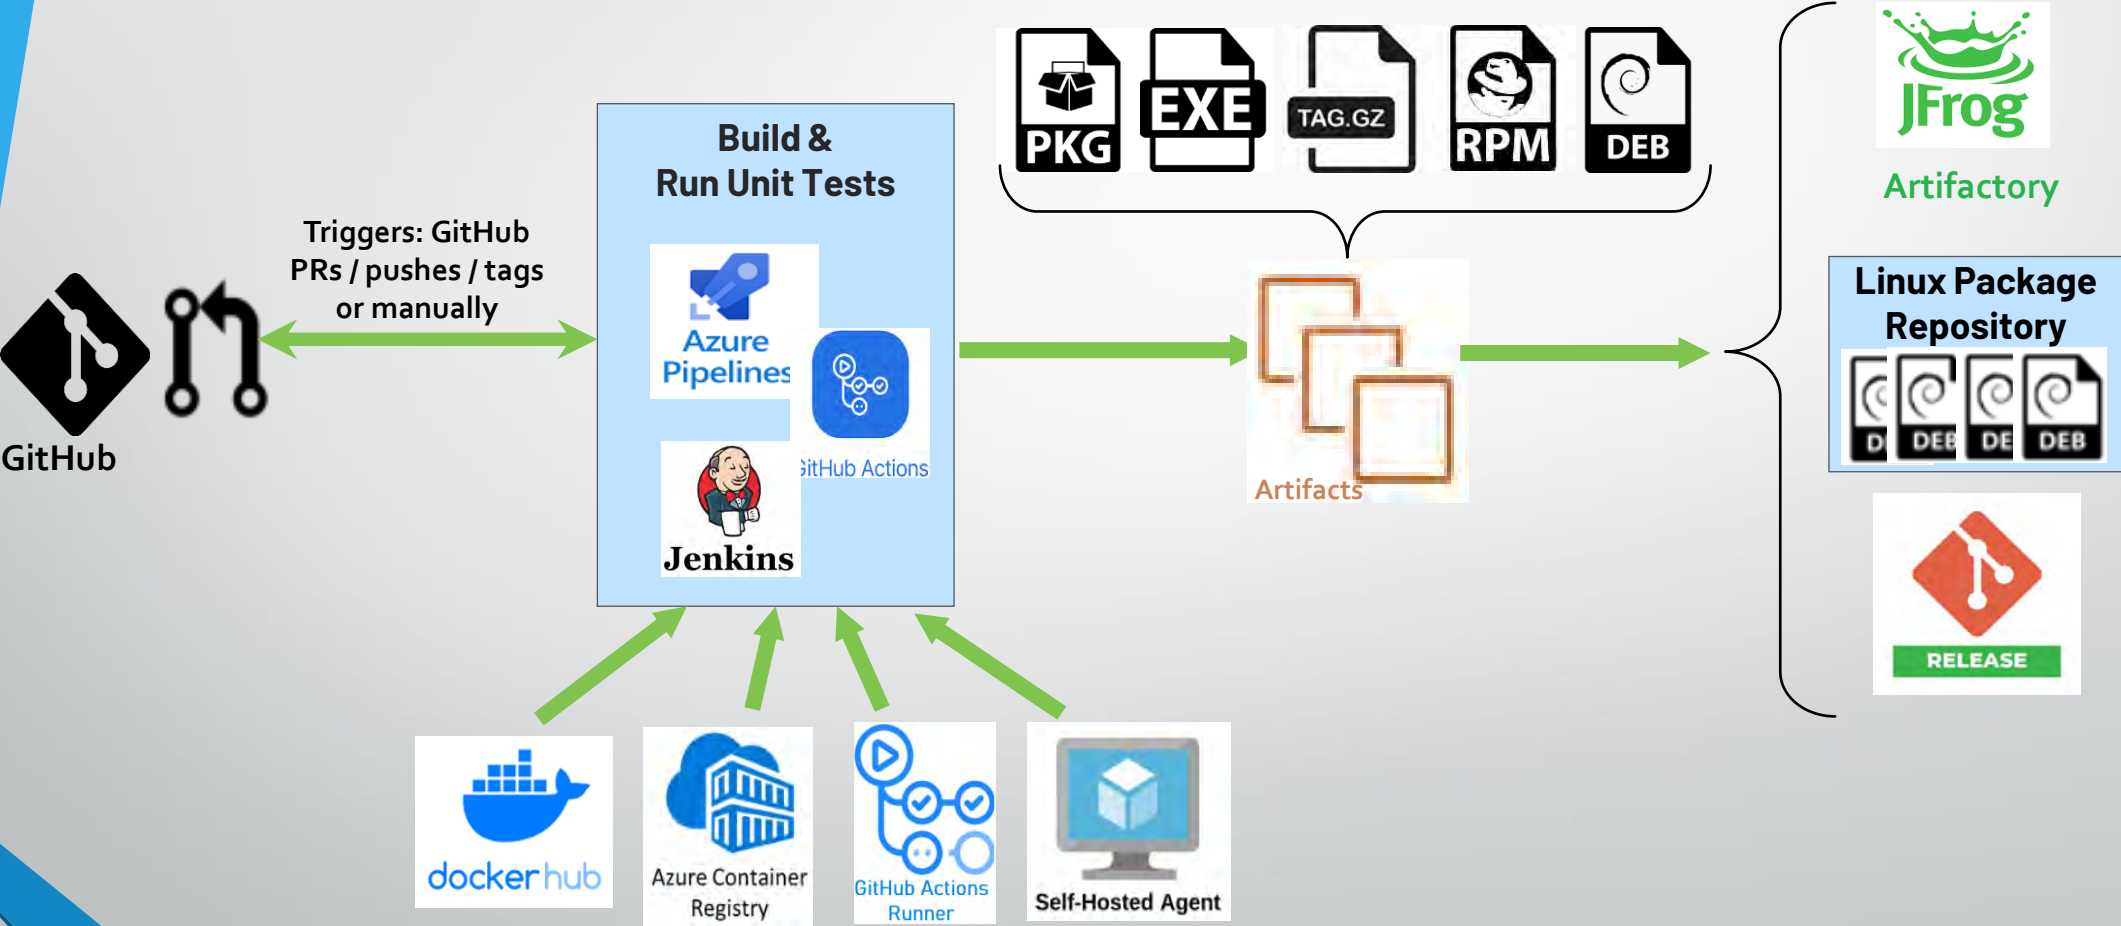 GitHub
Triggers: GitHub
PRs / pushes / tags
or manually
Build &
Run Unit Tests
Azure
Pipelines
GitHub Actions
Jenkins
docker hub
Azure Container
Registry
GitHub Actions
Runner
Self-Hosted Agent
PKG
EXE
TAG.GZ
RPM
DEB
Artifacts
JFrog
Artifactory
Linux Package
Repository
DE
DEB
DE
DEB
RELEASE